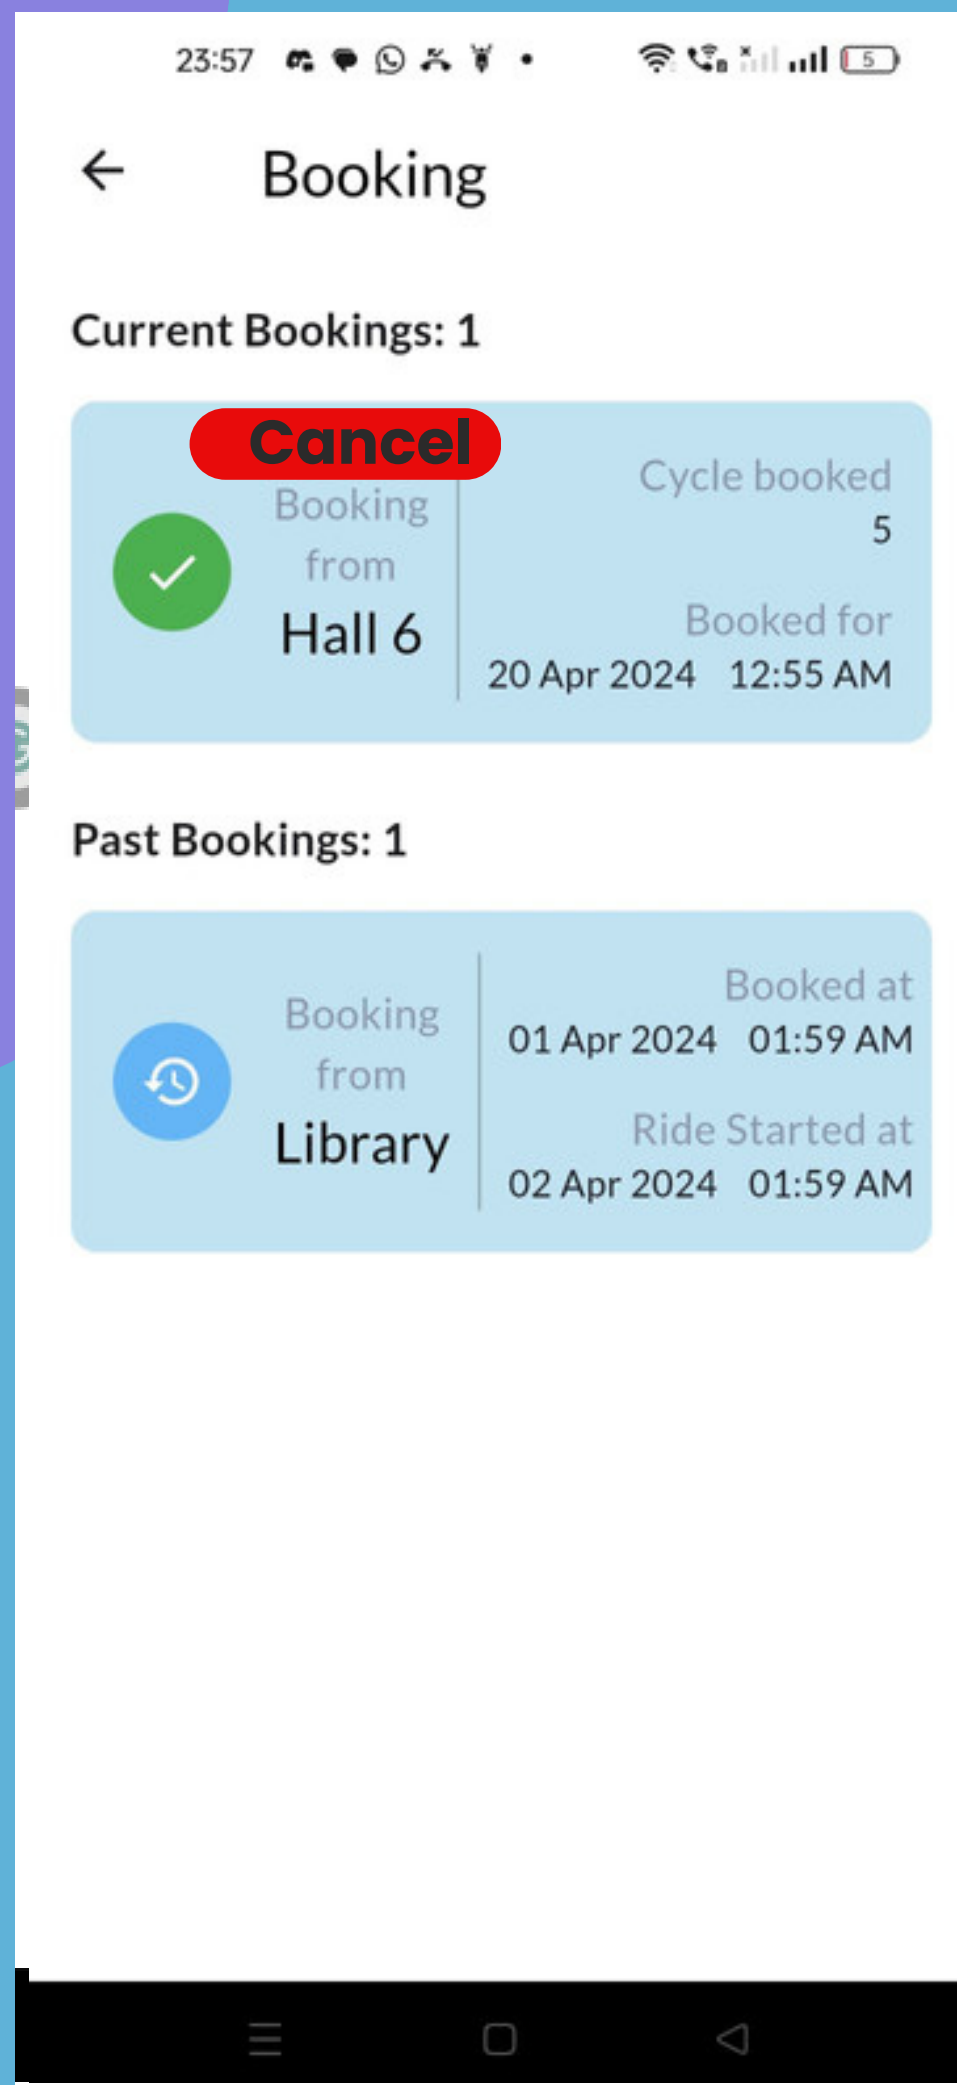 23:57 5
Booking
Current Bookings: 1
Cancel
Booking
from
Hall 6
Cycle booked
5
Booked for
20 Apr 2024 12:55 AM
Past Bookings: 1
Booking
from
Library
Booked at
01 Apr 2024 01:59 AM
Ride Started at
02 Apr 2024 01:59 AM